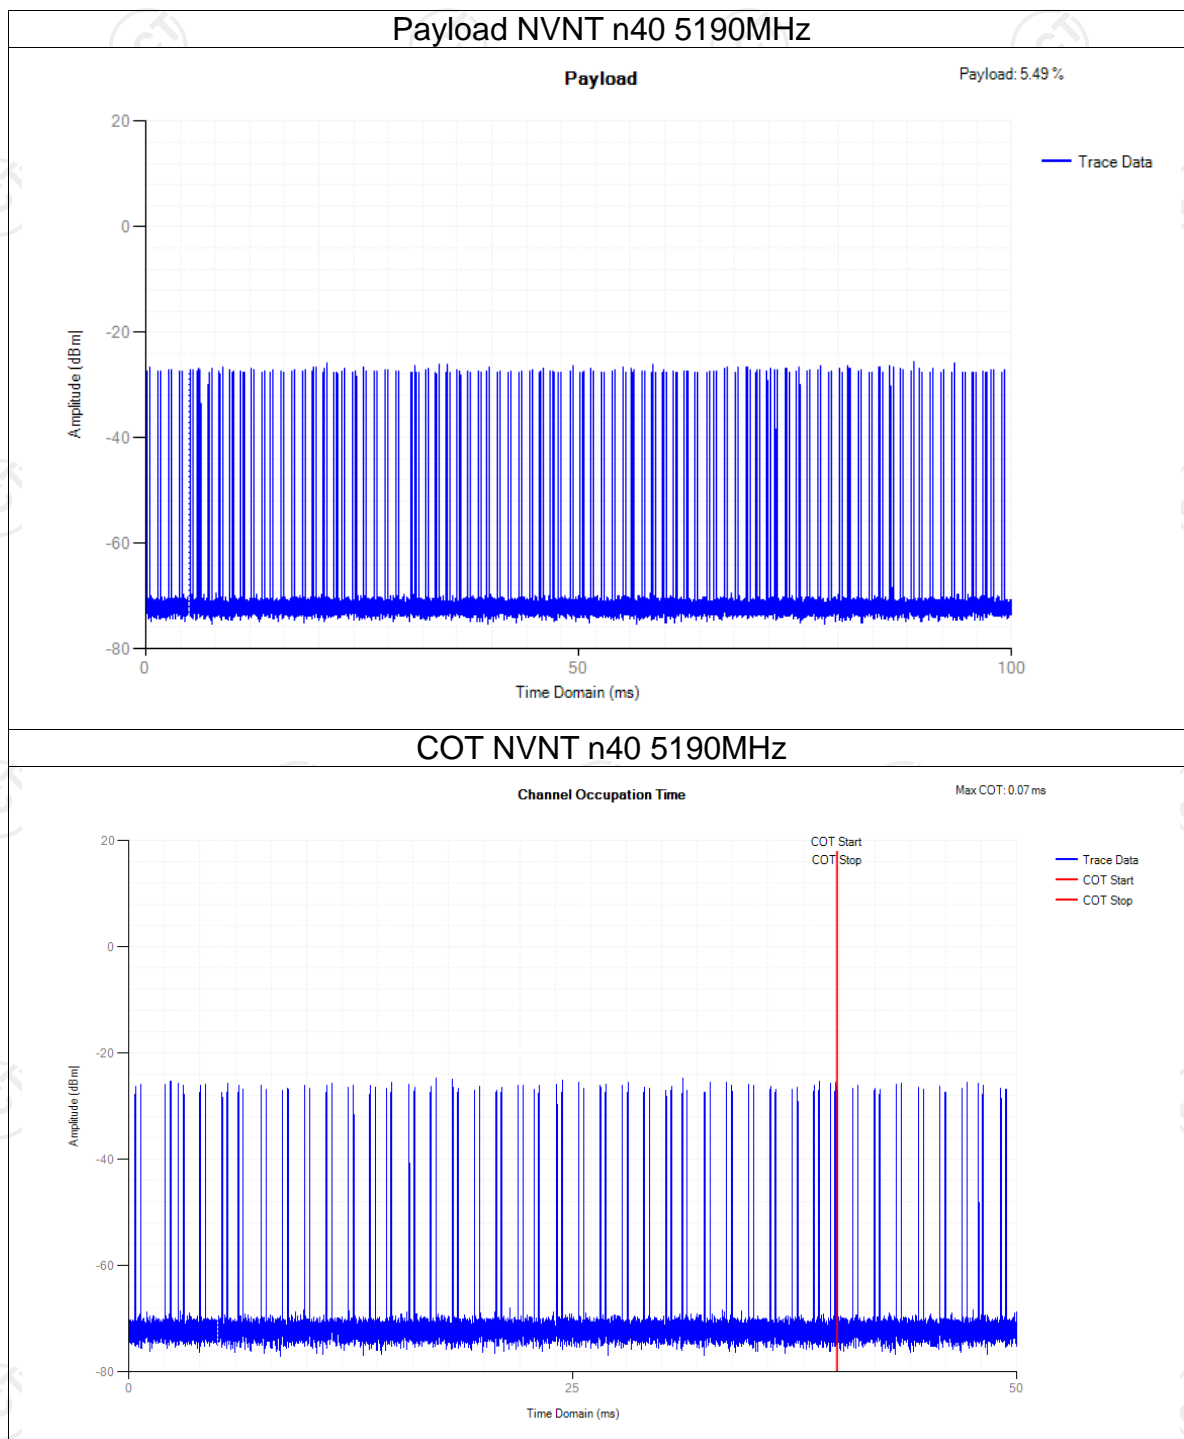 Payload NVNT n40 5190MHz
Payload
Payload: 5.49 %
20
0
-20
-40
-60
-80
Amplitude (dBm)
Trace Data
0
50
100
Time Domain (ms)
COT NVNT n40 5190MHz
Channel Occupation Time
Max COT: 0.07 ms
20
0
-20
-40
-60
-80
Amplitude (dBm)
COT Start
COT Stop
Trace Data
COT Start
COT Stop
0
25
50
Time Domain (ms)